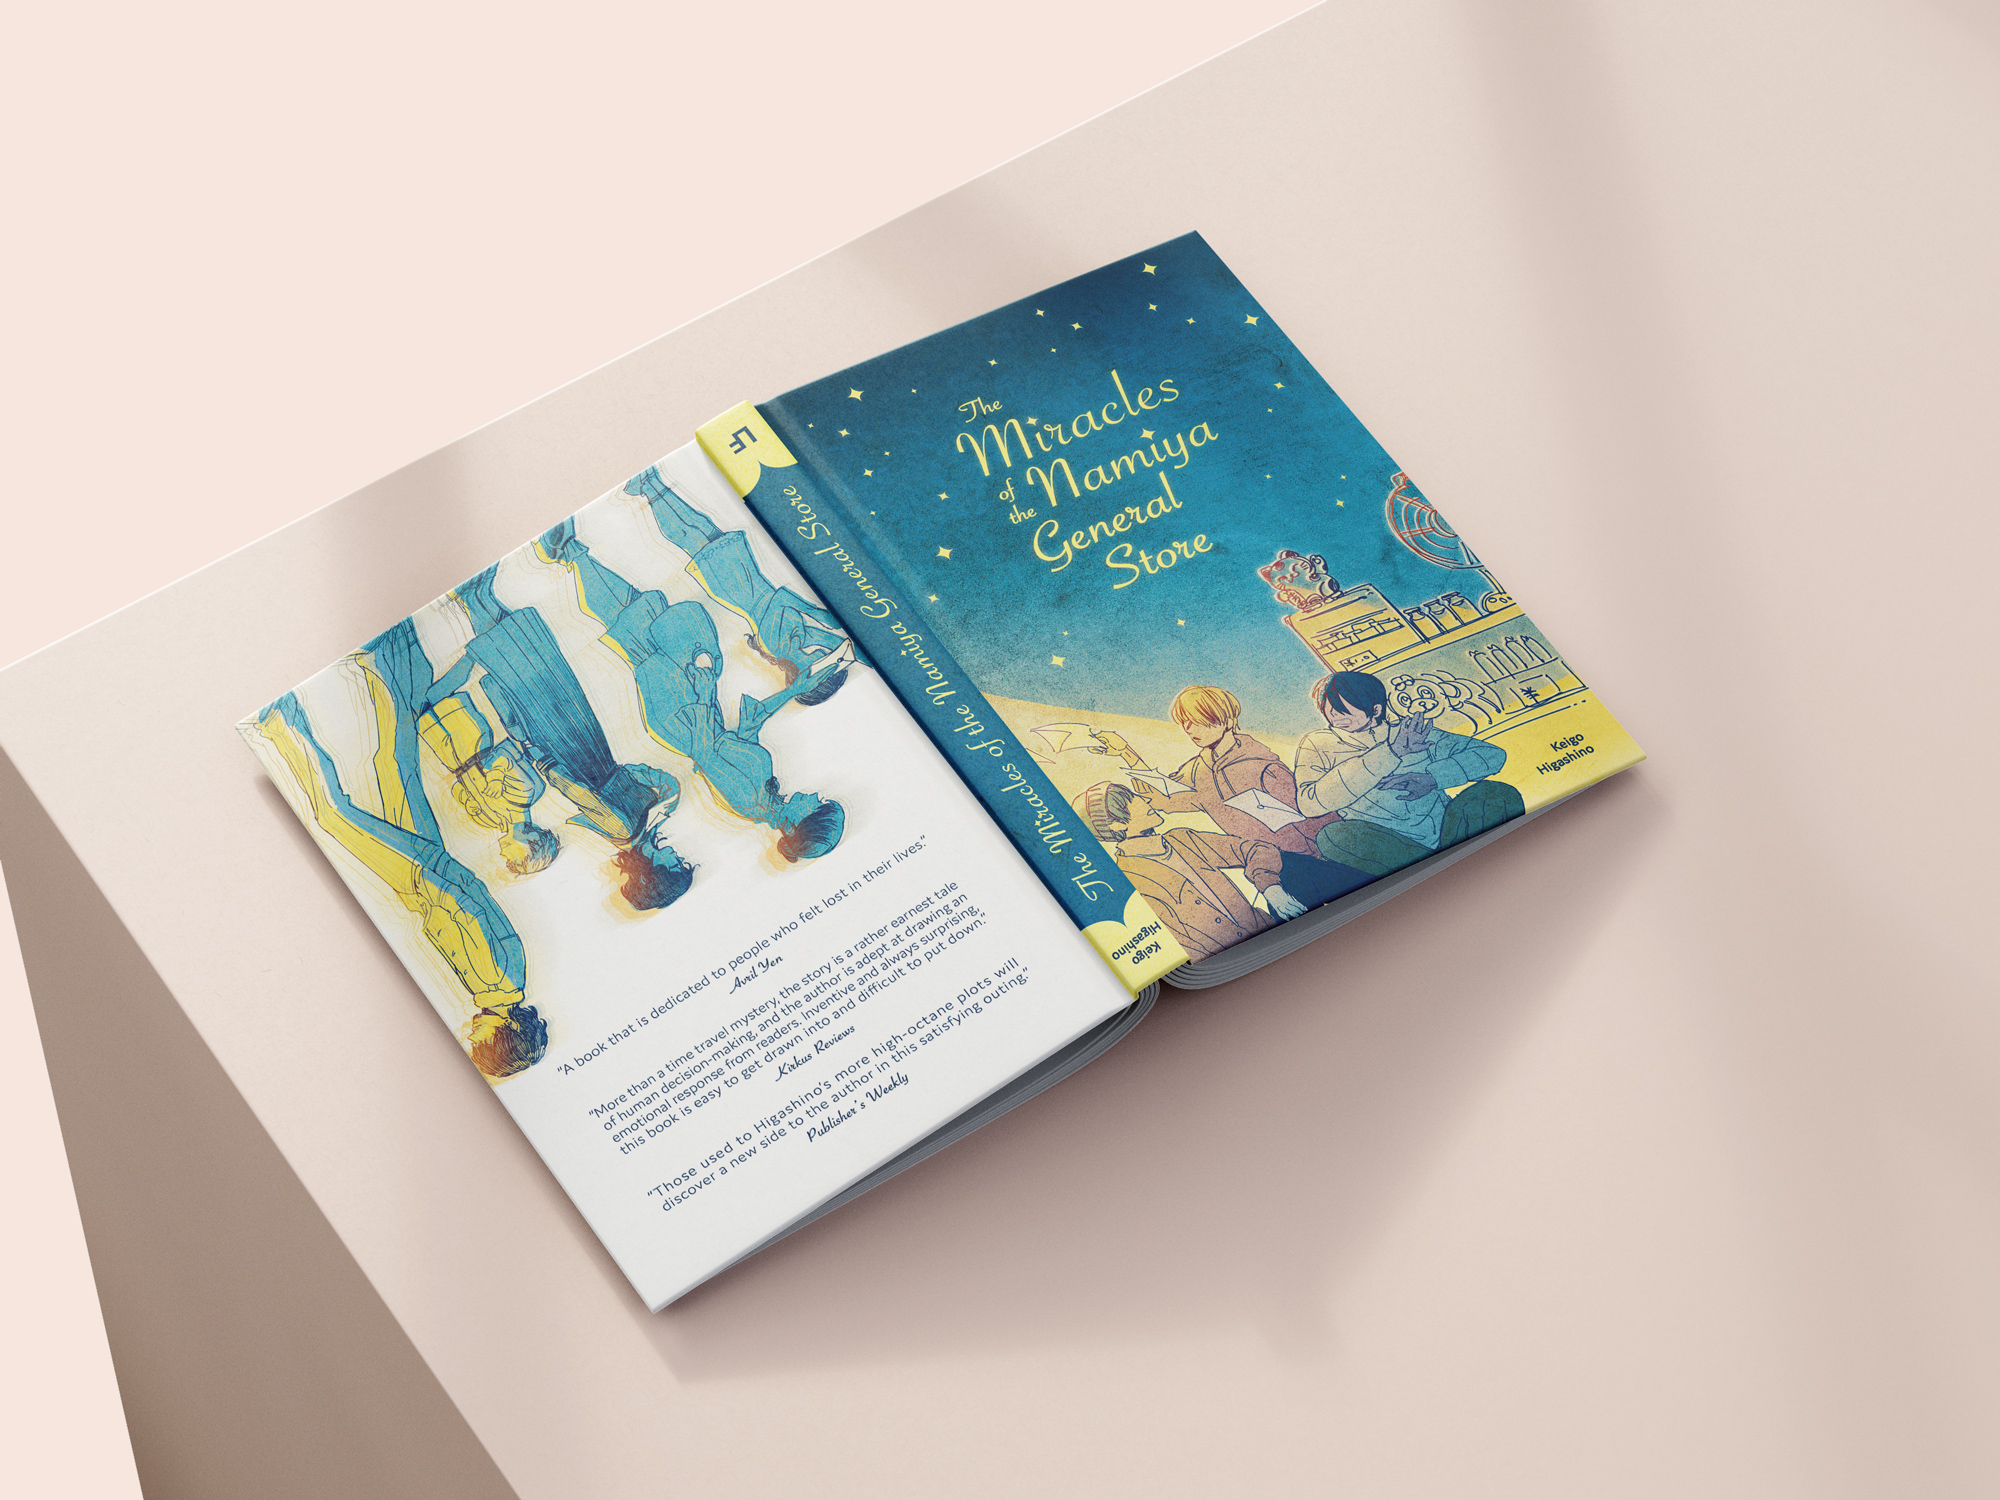 The
Miracles
of the Namiya
General
Store
Keigo
Higashino
The Miracles of the Namiya General Store
Keigo
Higashino
LF
"A book that is dedicated to people who felt lost in their lives."
Avril Yen
"More than a time travel mystery, the story is a rather earnest tale
of human decision-making, and the author is adept at drawing an
emotional response from readers. Inventive and always surprising,
this book is easy to get drawn into and difficult to put down."
Kirkus Reviews
"Those used to Higashino's more high-octane plots will
discover a new side to the author in this satisfying outing."
Publisher's Weekly